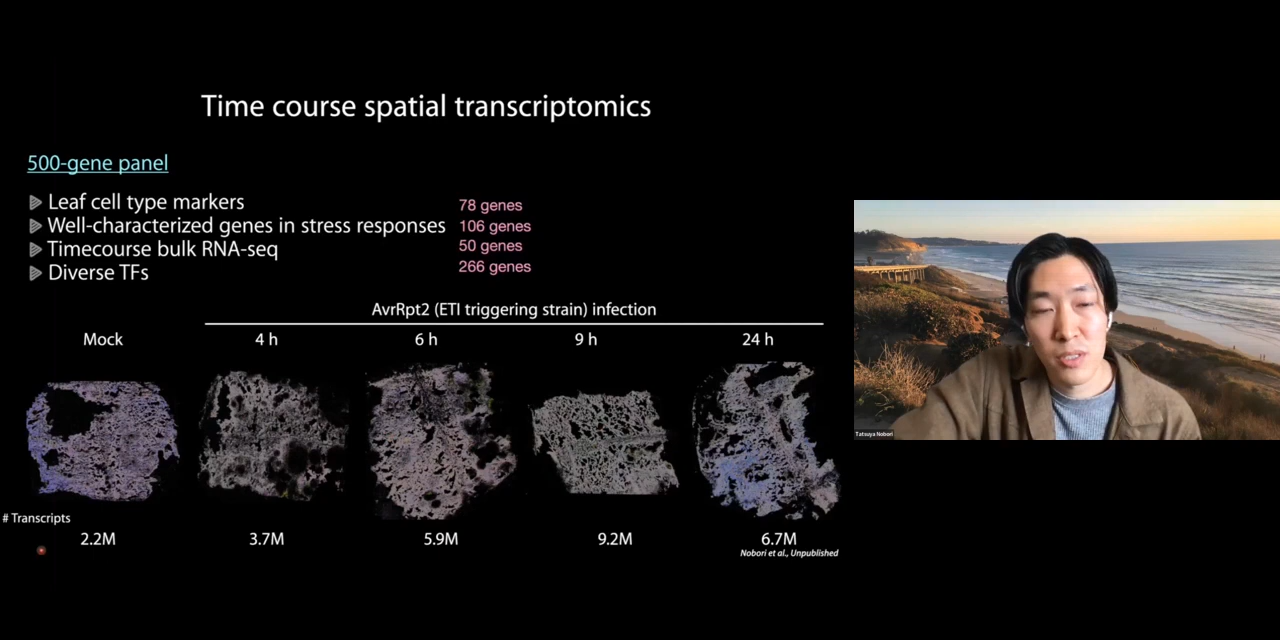 Time course spatial transcriptomics
500-gene panel
Leaf cell type markers 78 genes
Well-characterized genes in stress responses 106 genes
Timecourse bulk RNA-seq 50 genes
Diverse TFs 266 genes
AvrRpt2 (ETI triggering strain) infection
Mock 4 h 6 h 9 h 24 h
# Transcripts
2.2M 3.7M 5.9M 9.2M 6.7M
Nobori et al., Unpublished
Tatsuya Nobori